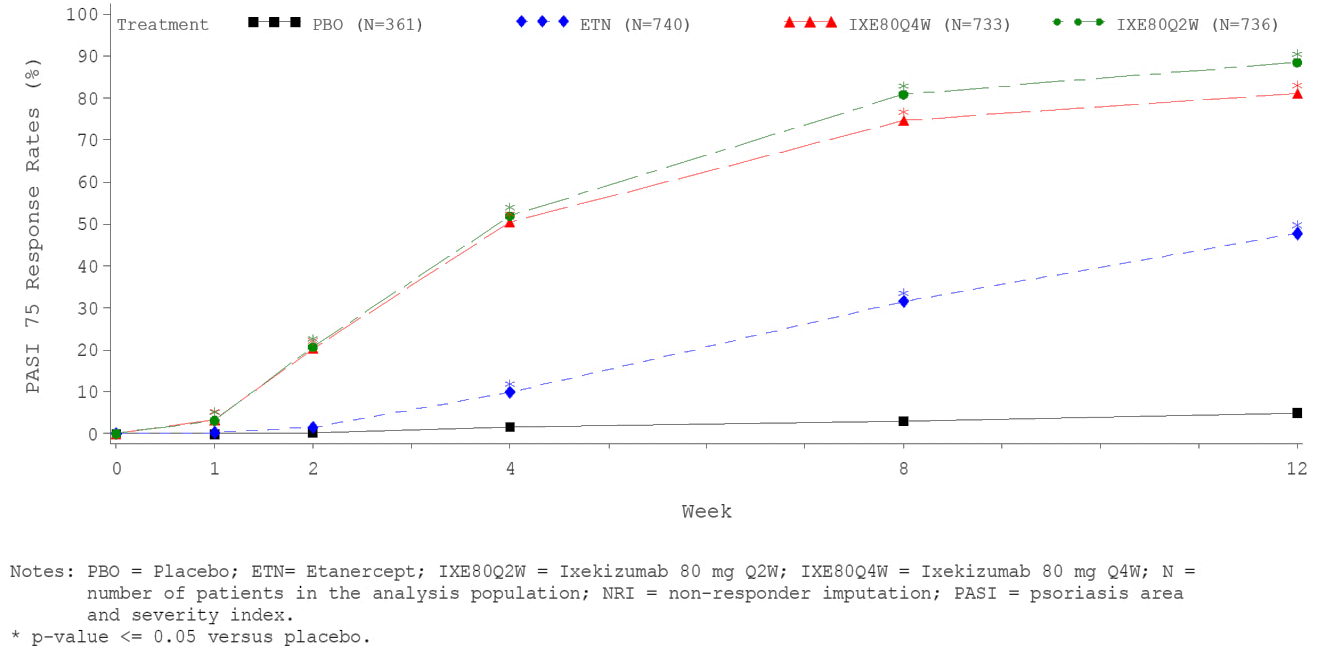 Treatment PBO (N=361) ETN (N=740) IXE80Q4W (N=733) IXE80Q2W (N=736)
PASI 75 Response Rates (%)
100
90
80
70
60
50
40
30
20
10
0
0 1 2 4 8 12
Week
Notes: PBO = Placebo; ETN= Etanercept; IXE80Q2W = Ixekizumab 80 mg Q2W; IXE80Q4W = Ixekizumab 80 mg Q4W; N =
number of patients in the analysis population; NRI = non-responder imputation; PASI = psoriasis area
and severity index.
* p-value <= 0.05 versus placebo.